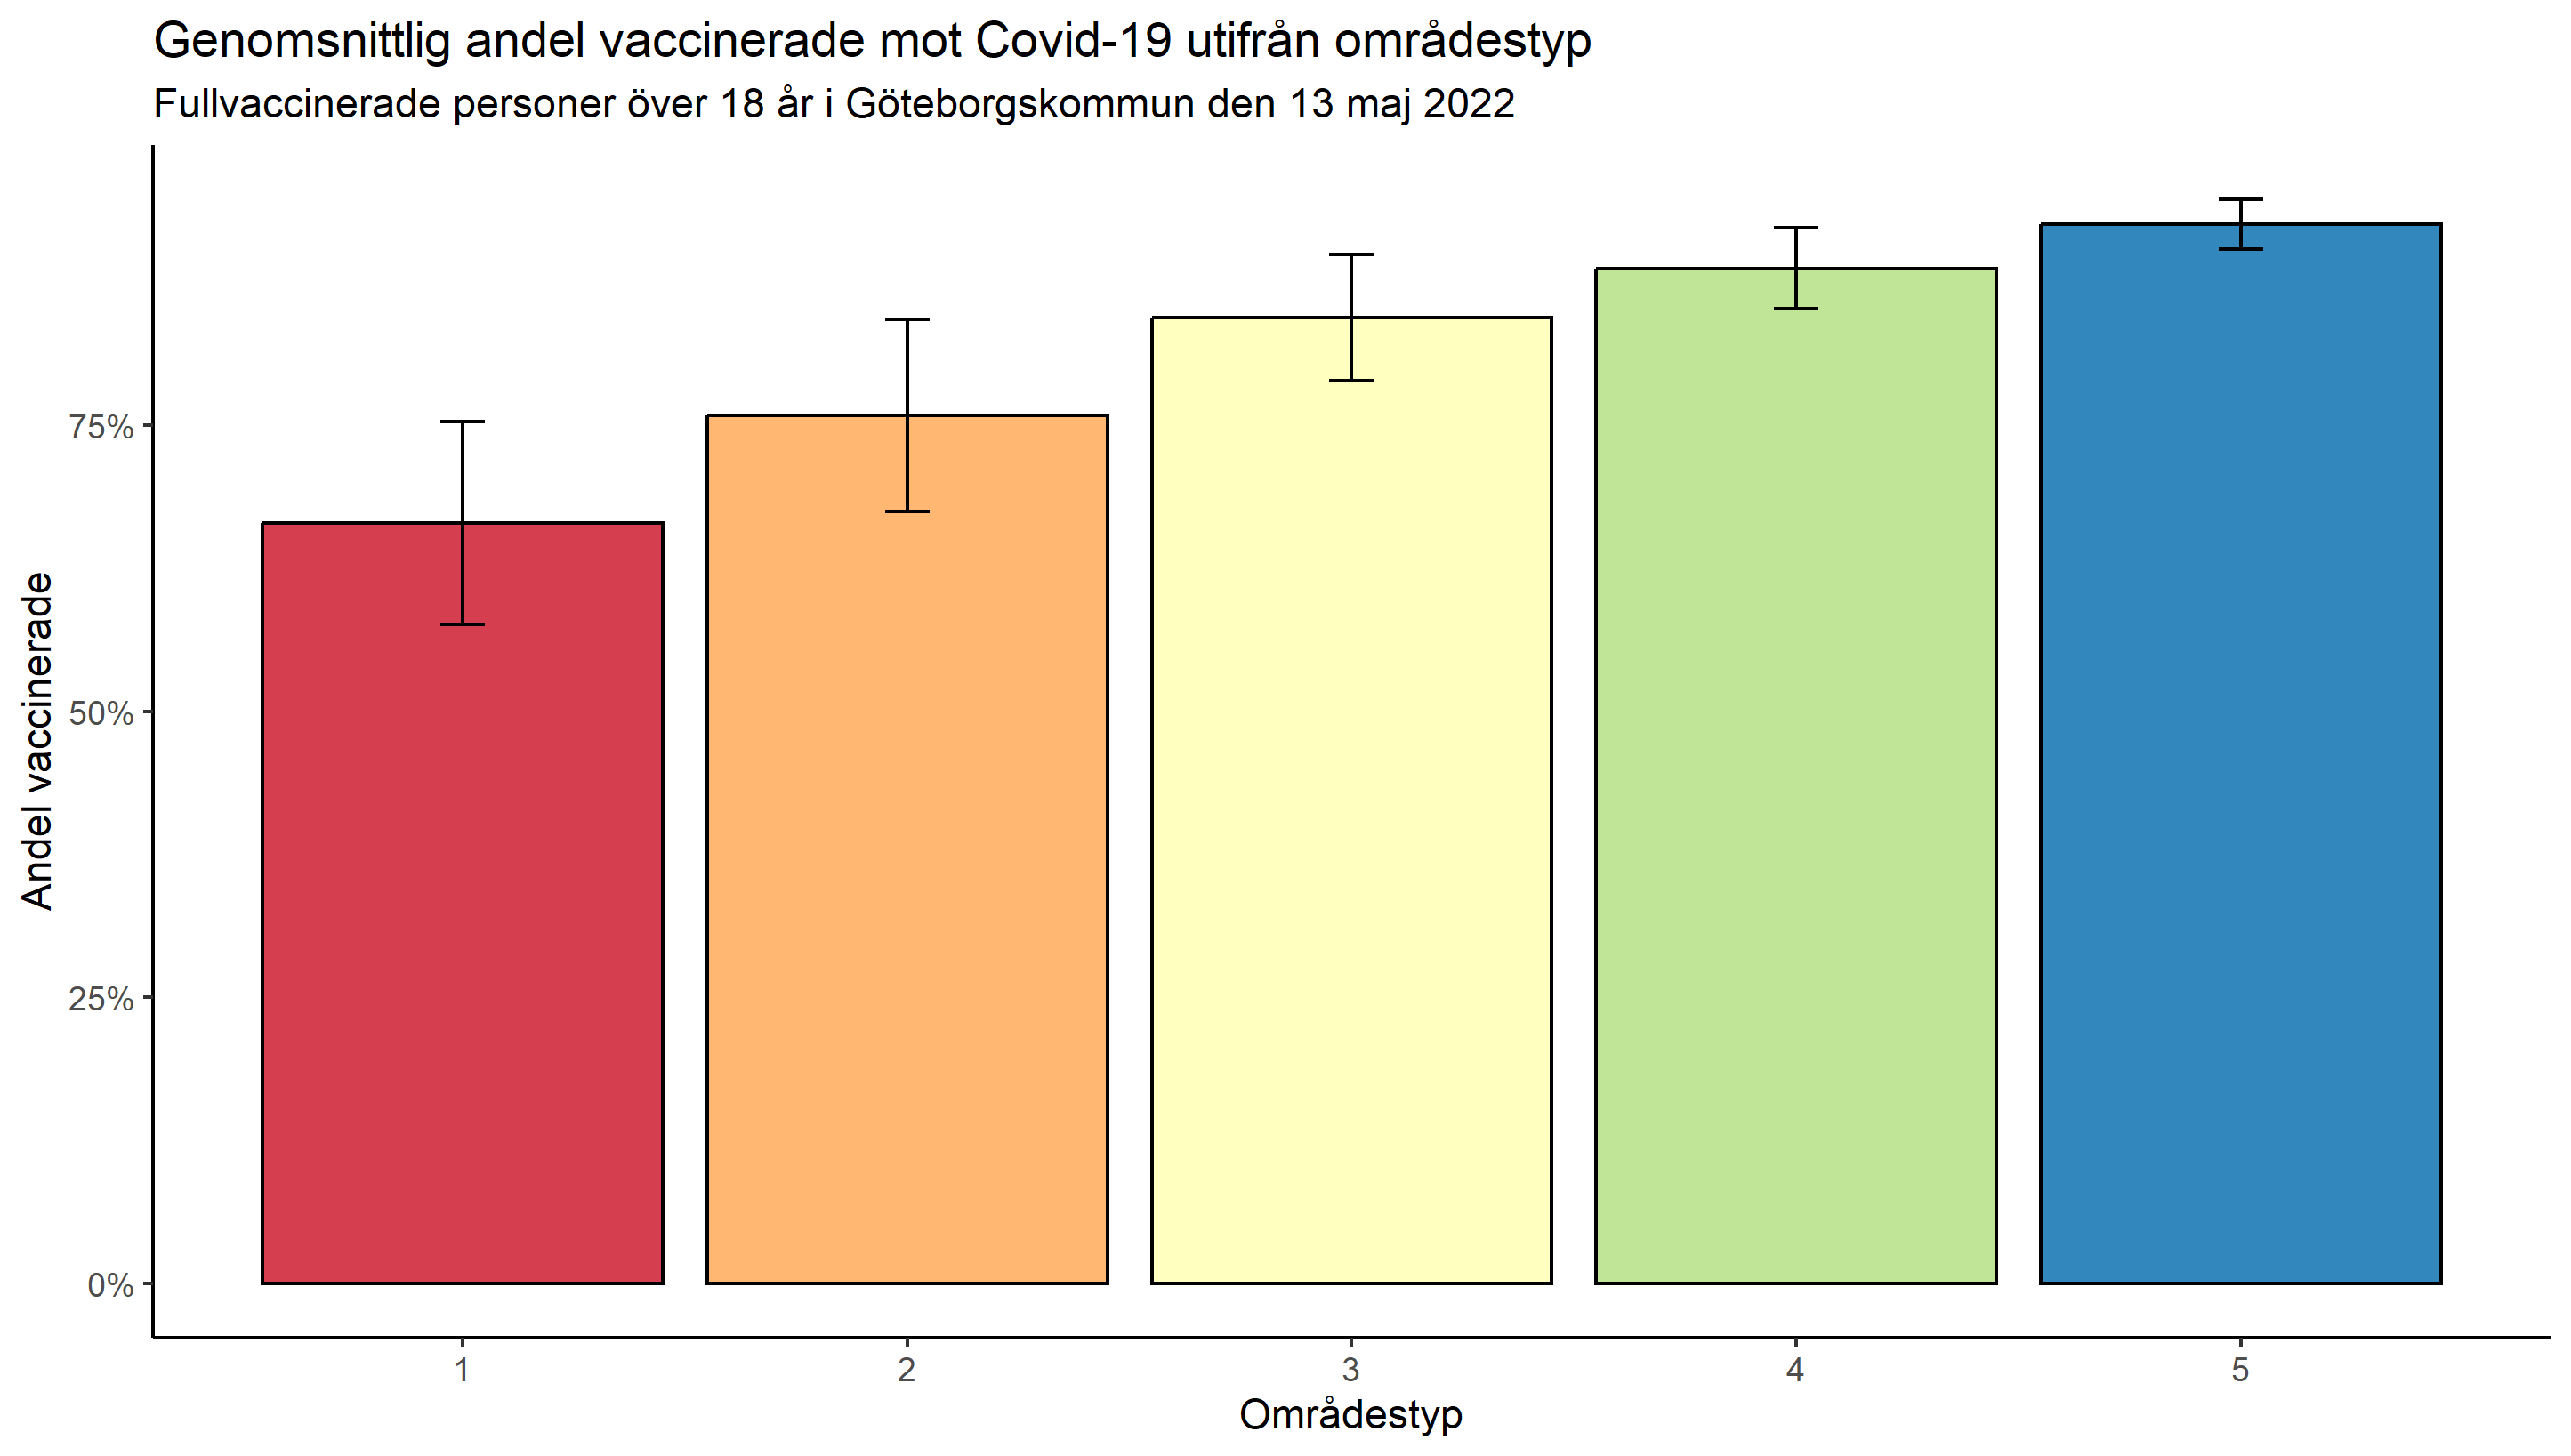 Genomsnittlig andel vaccinerade mot Covid-19 utifrån områdestyp
Fullvaccinerade personer över 18 år i Göteborgskommun den 13 maj 2022
Andel vaccinerade
75%
50%
25%
0%
1
2
3
4
5
Områdestyp